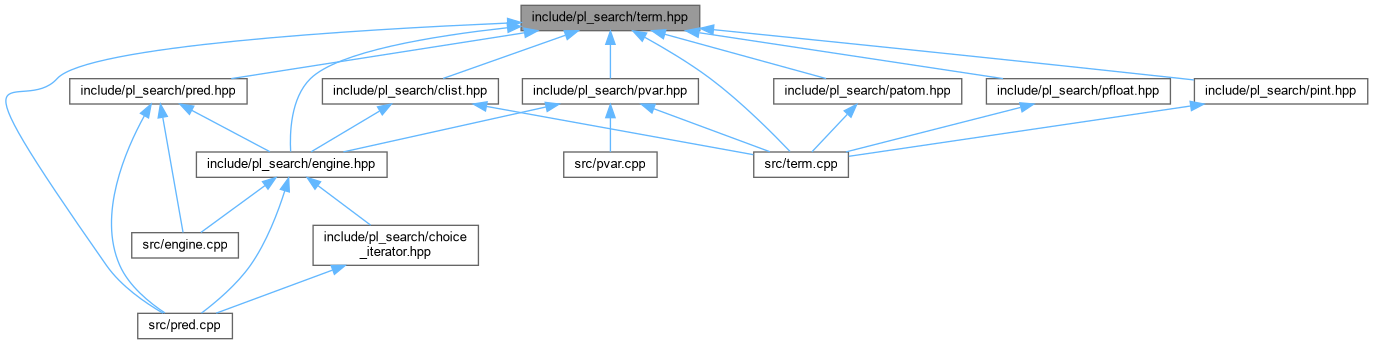 include/pl_search/term.hpp
include/pl_search/pred.hpp
include/pl_search/clist.hpp
include/pl_search/pvar.hpp
include/pl_search/patom.hpp
include/pl_search/pfloat.hpp
include/pl_search/pint.hpp
include/pl_search/engine.hpp
src/pvar.cpp
src/term.cpp
src/engine.cpp
include/pl_search/choice
_iterator.hpp
src/pred.cpp